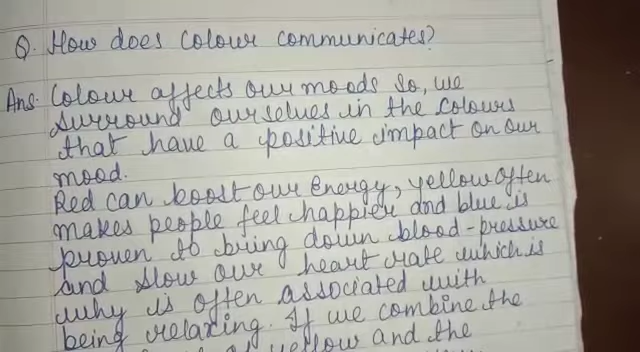 Q. How does colour communicates?
Ans. Colour affects our moods so, we
surround ourselves in the colours
that have a positive impact on our
mood.
Red can boost our energy, yellow often
makes people feel happier and blue is
proven to bring down blood-pressure
and slow our heart rate which is
why is often associated with
being relaxing. If we combine the
yellow and the